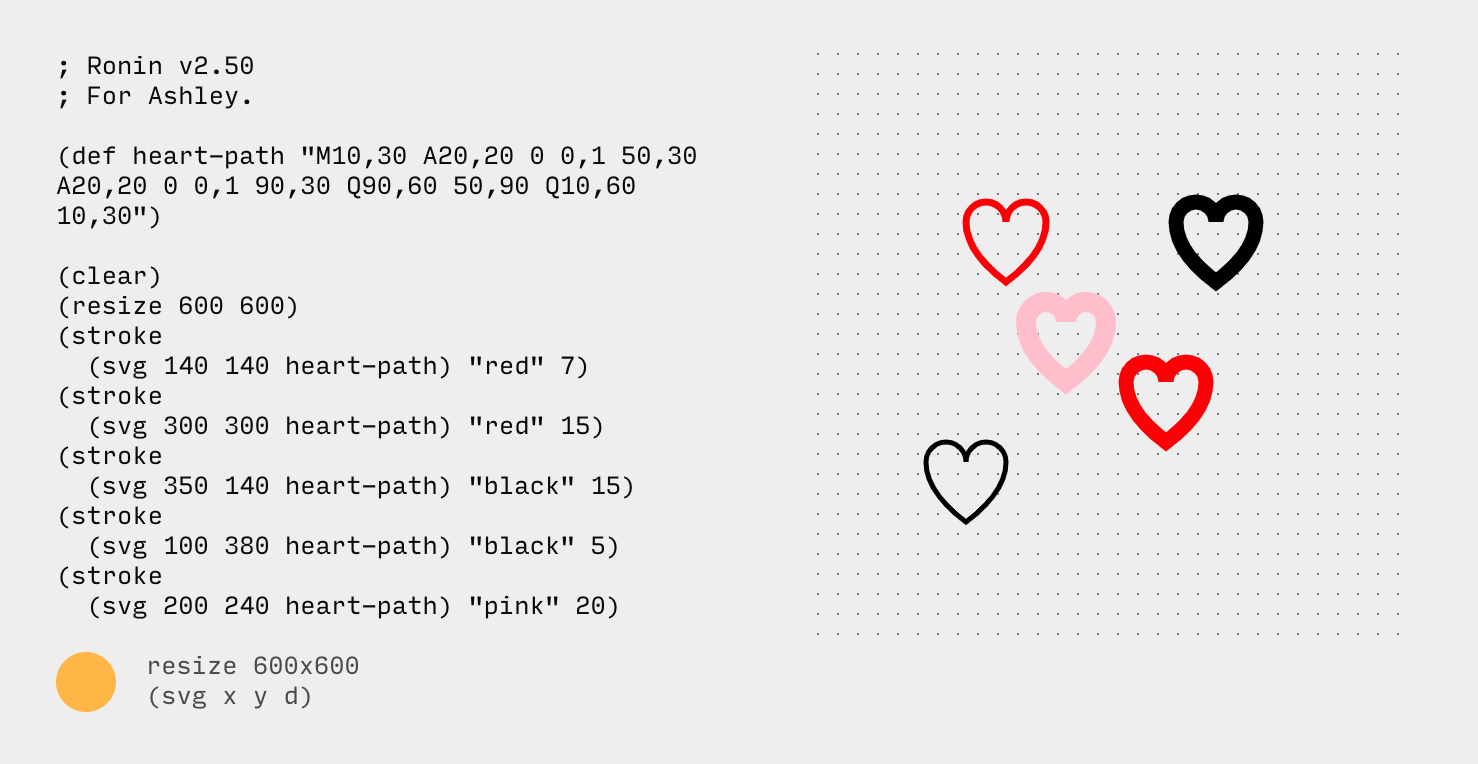 ; Ronin v2.50
; For Ashley.
(def heart-path "M10,30 A20,20 0 0,1 50,30
A20,20 0 0,1 90,30 Q90,60 50,90 Q10,60
10,30")
(clear)
(resize 600 600)
(stroke
  (svg 140 140 heart-path) "red" 7)
(stroke
  (svg 300 300 heart-path) "red" 15)
(stroke
  (svg 350 140 heart-path) "black" 15)
(stroke
  (svg 100 380 heart-path) "black" 5)
(stroke
  (svg 200 240 heart-path) "pink" 20)
resize 600x600
(svg x y d)